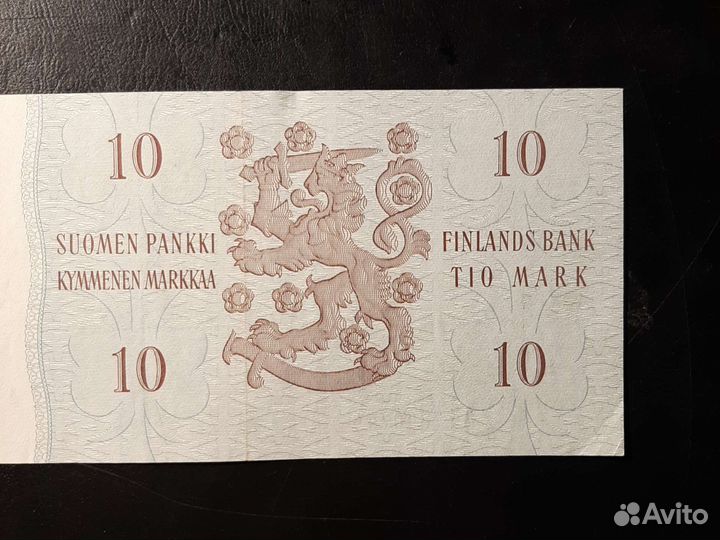 10
10
SUOMEN PANKKI
KYMMENEN MARKKAA
FINLANDS BANK
TIO MARK
10
10
Avito